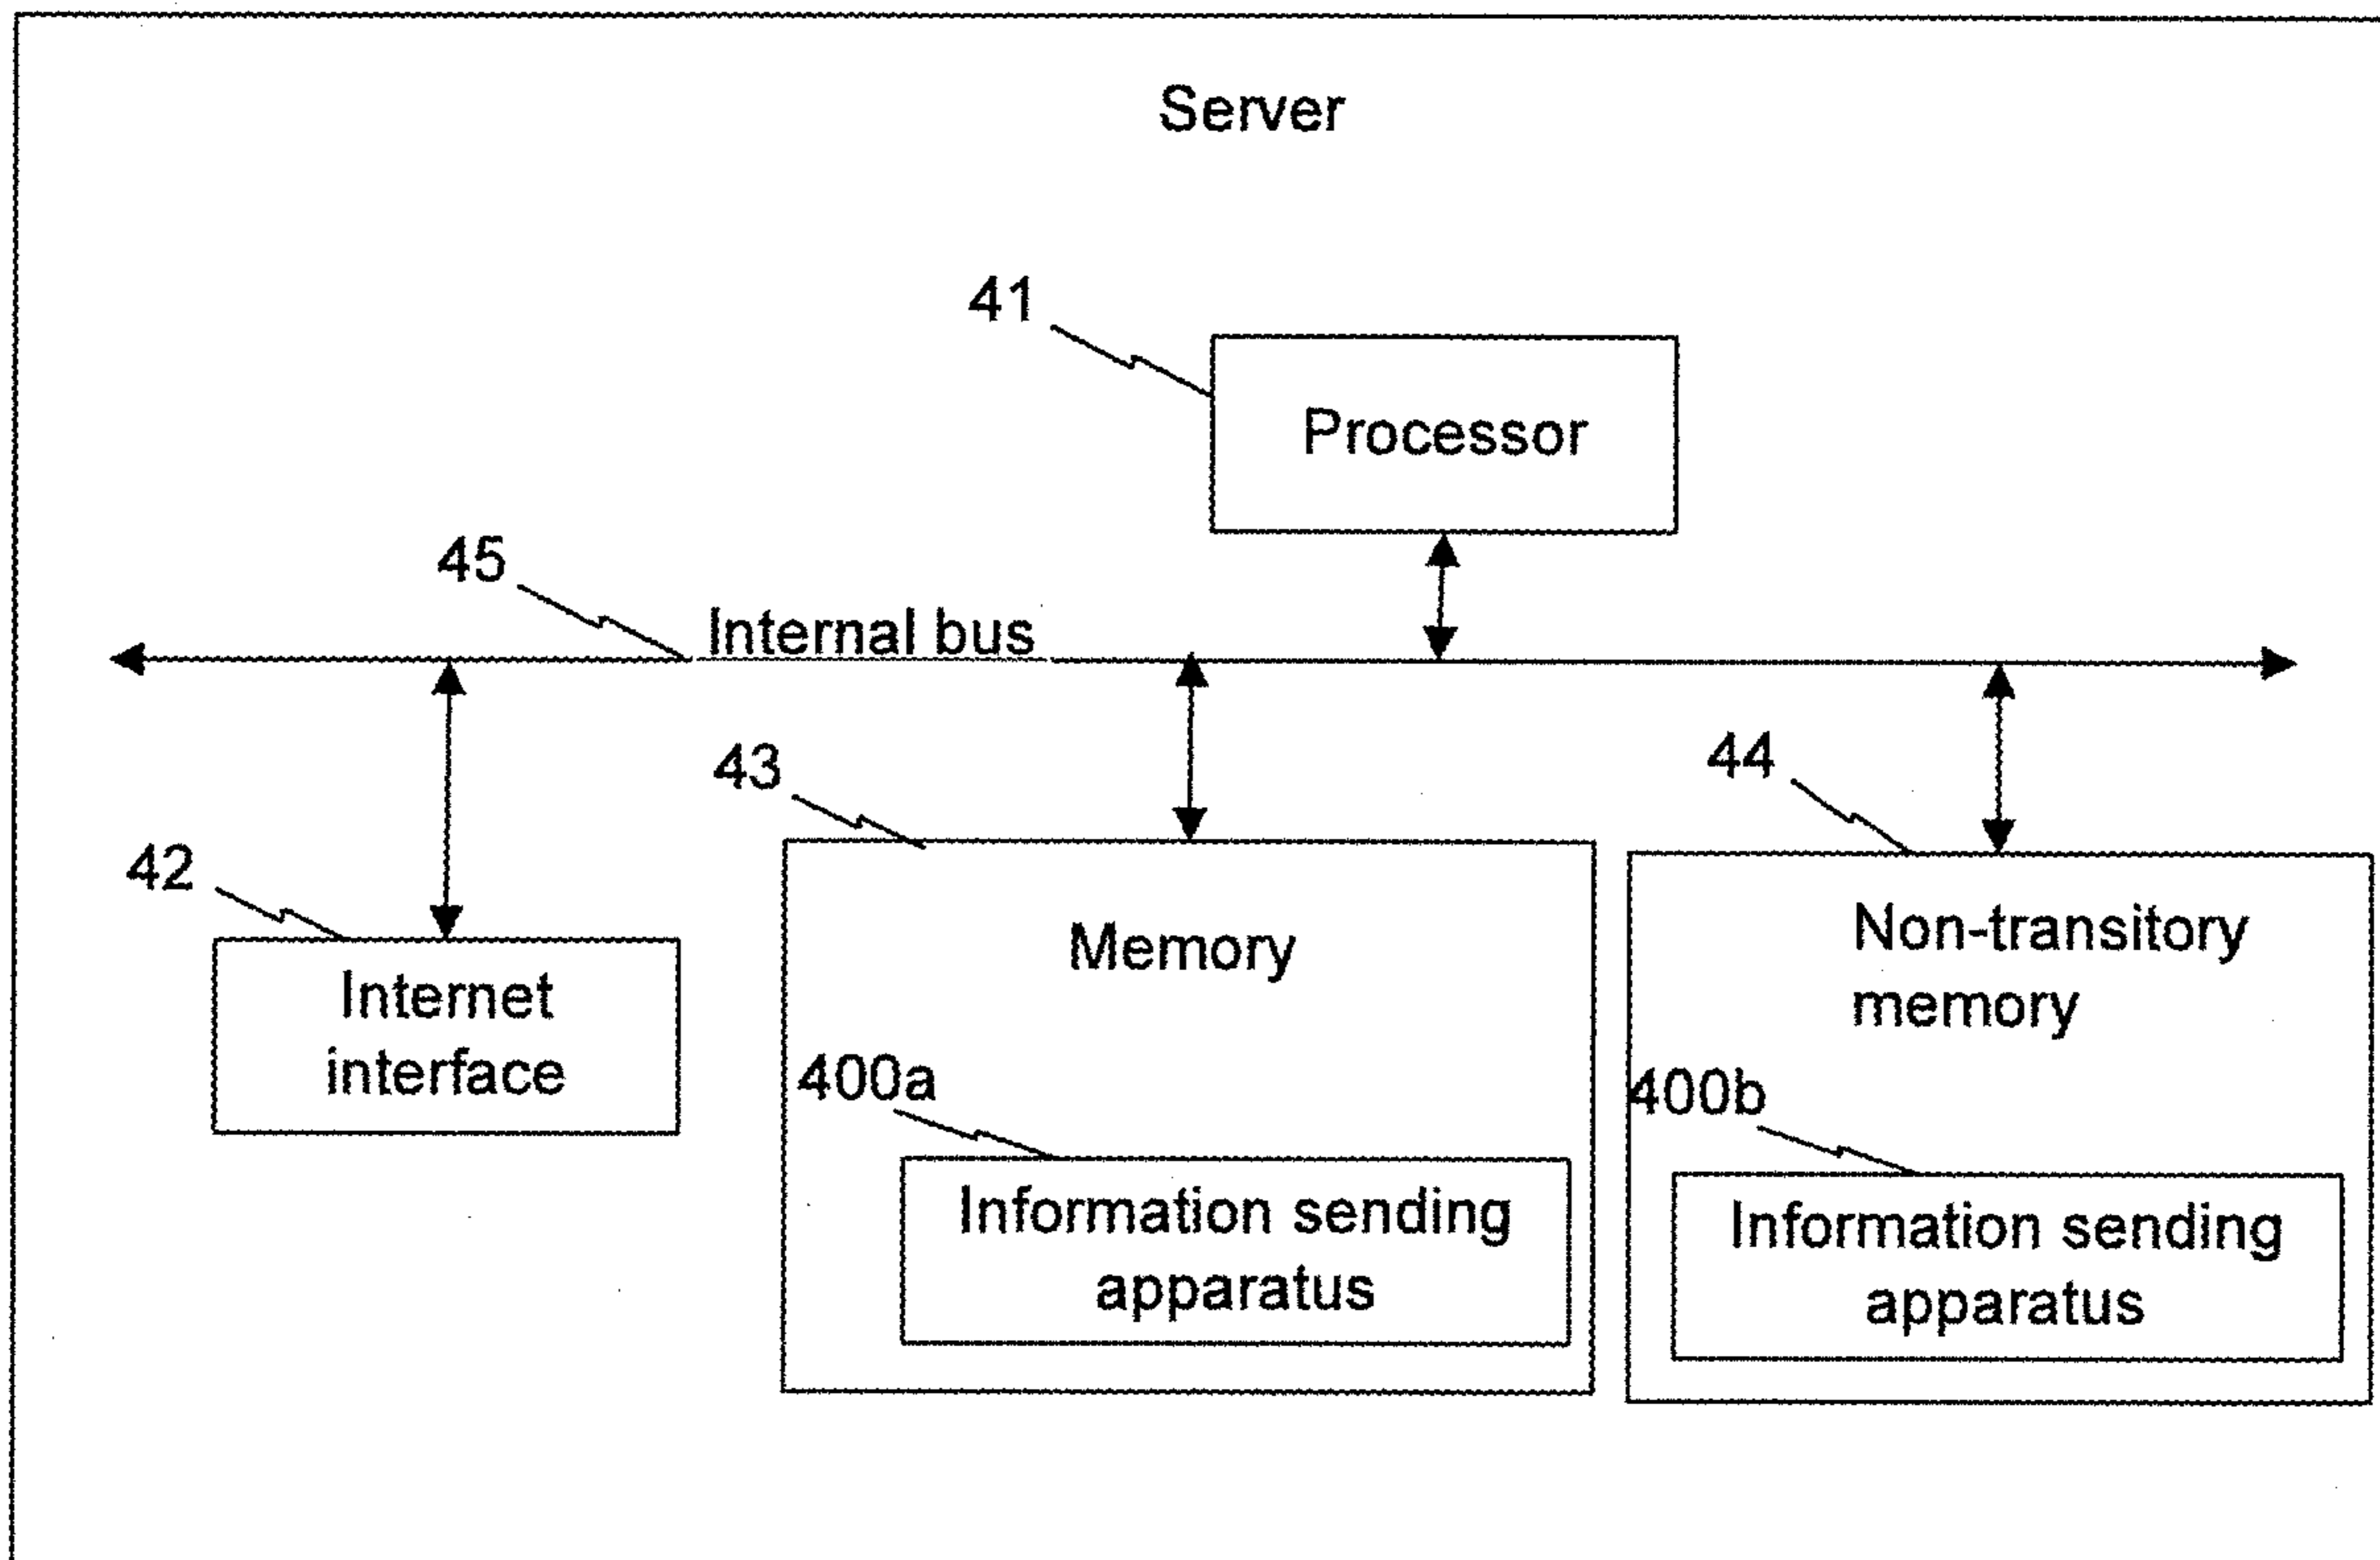 Server
41
Processor
45
Internal bus
43
44
42
Internet
interface
Memory
Non-transitory
memory
400a
400b
Information sending
apparatus
Information sending
apparatus